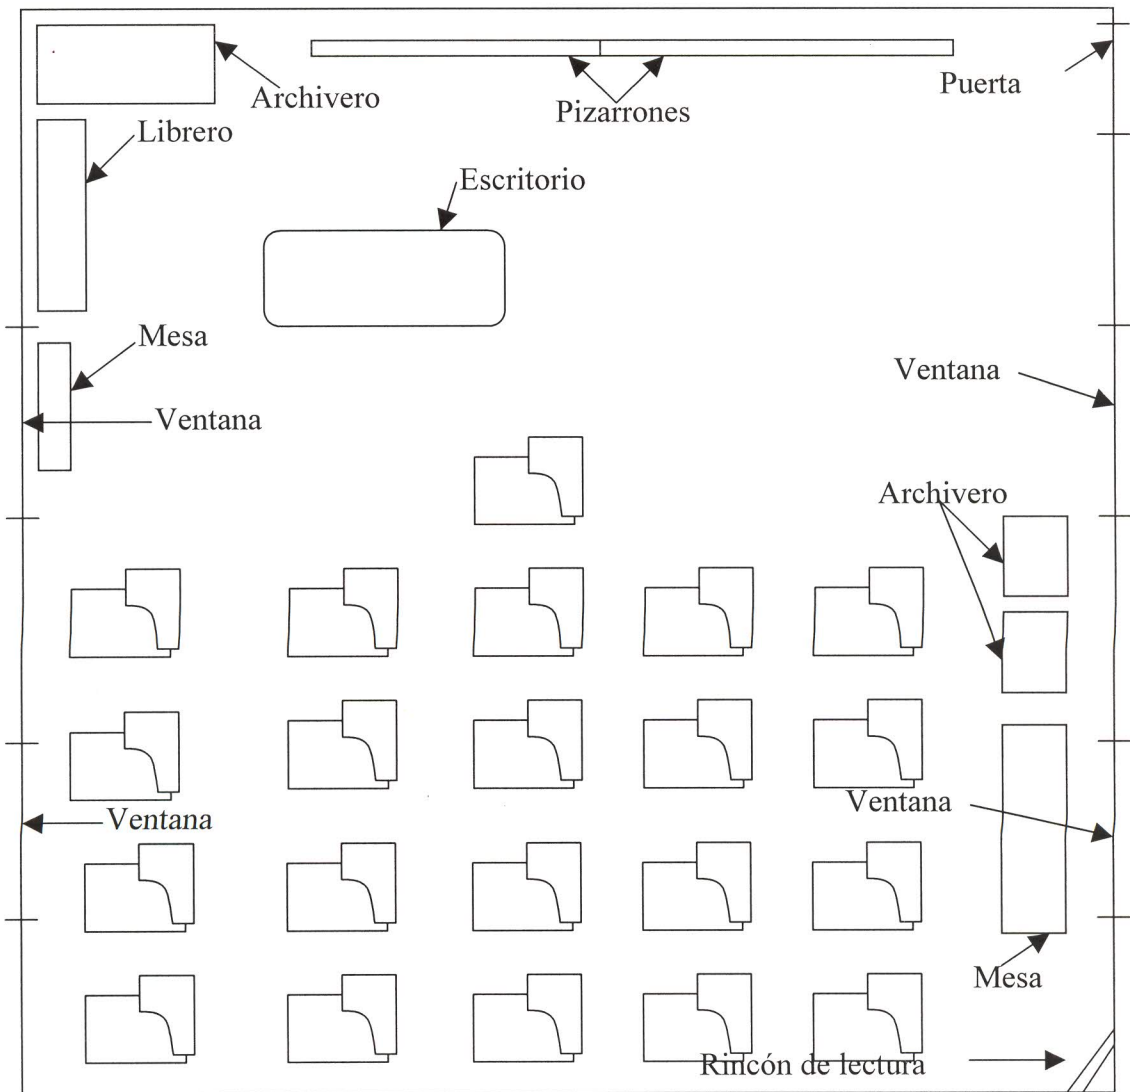 Archivero
Puerta
Pizarrones
Librero
Escritorio
Mesa
Ventana
Ventana
Archivero
Ventana
Ventana
Mesa
Rincón de lectura